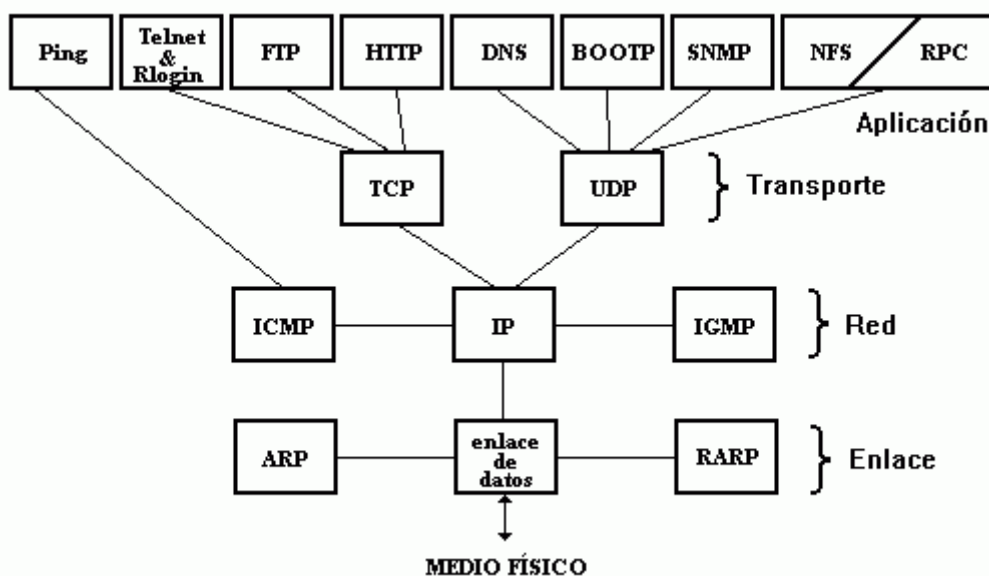 Ping
Telnet
&
Rlogin
FTP
HTTP
DNS
BOOTP
SNMP
NFS
RPC
Aplicación
TCP
UDP
Transporte
ICMP
IP
IGMP
Red
ARP
enlace
de
datos
RARP
Enlace
MEDIO FÍSICO